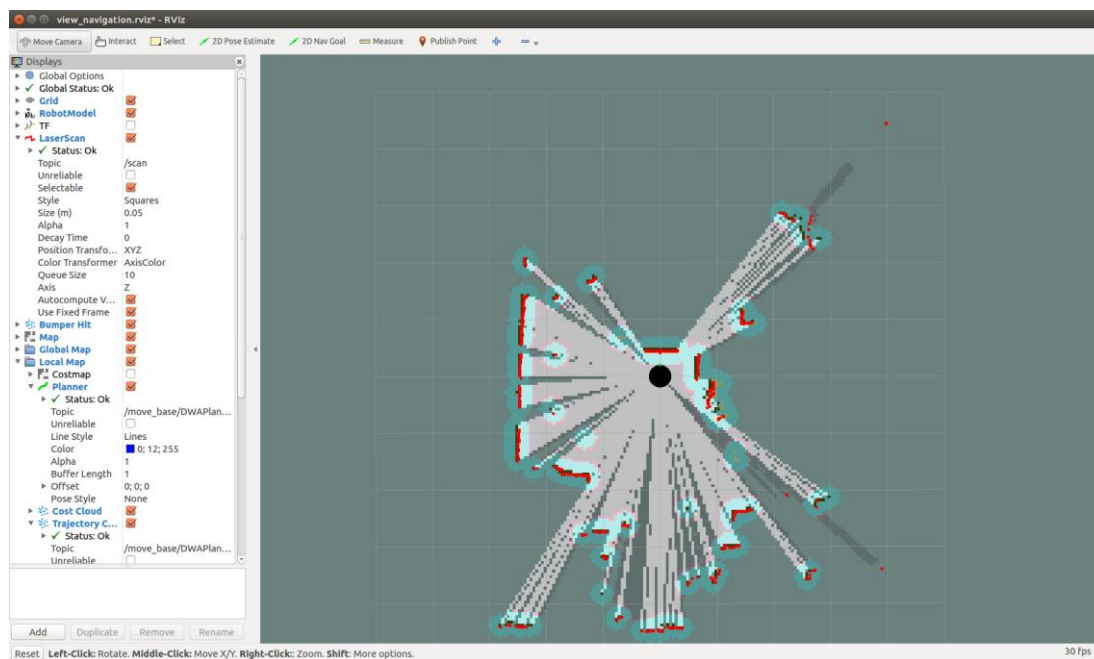 view_navigation.rviz* - RViz
Move Camera Interact Select 2D Pose Estimate 2D Nav Goal Measure Publish Point
Displays
Global Options
Global Status: Ok
Grid
RobotModel
TF
LaserScan
Status: Ok
Topic /scan
Unreliable
Selectable
Style Squares
Size (m) 0.05
Alpha 1
Decay Time 0
Position Transfo... XYZ
Color Transformer AxisColor
Queue Size 10
Axis Z
Autocompute V...
Use Fixed Frame
Bumper Hit
Map
Global Map
Local Map
Costmap
Planner
Status: Ok
Topic /move_base/DWAPlan...
Unreliable
Line Style Lines
Color 0; 12; 255
Alpha 1
Buffer Length 1
Offset 0; 0; 0
Pose Style None
Cost Cloud
Trajectory C...
Status: Ok
Topic /move_base/DWAPlan...
Unreliable
Add Duplicate Remove Rename
Reset Left-Click: Rotate. Middle-Click: Move X/Y. Right-Click:: Zoom. Shift: More options. 30 fps